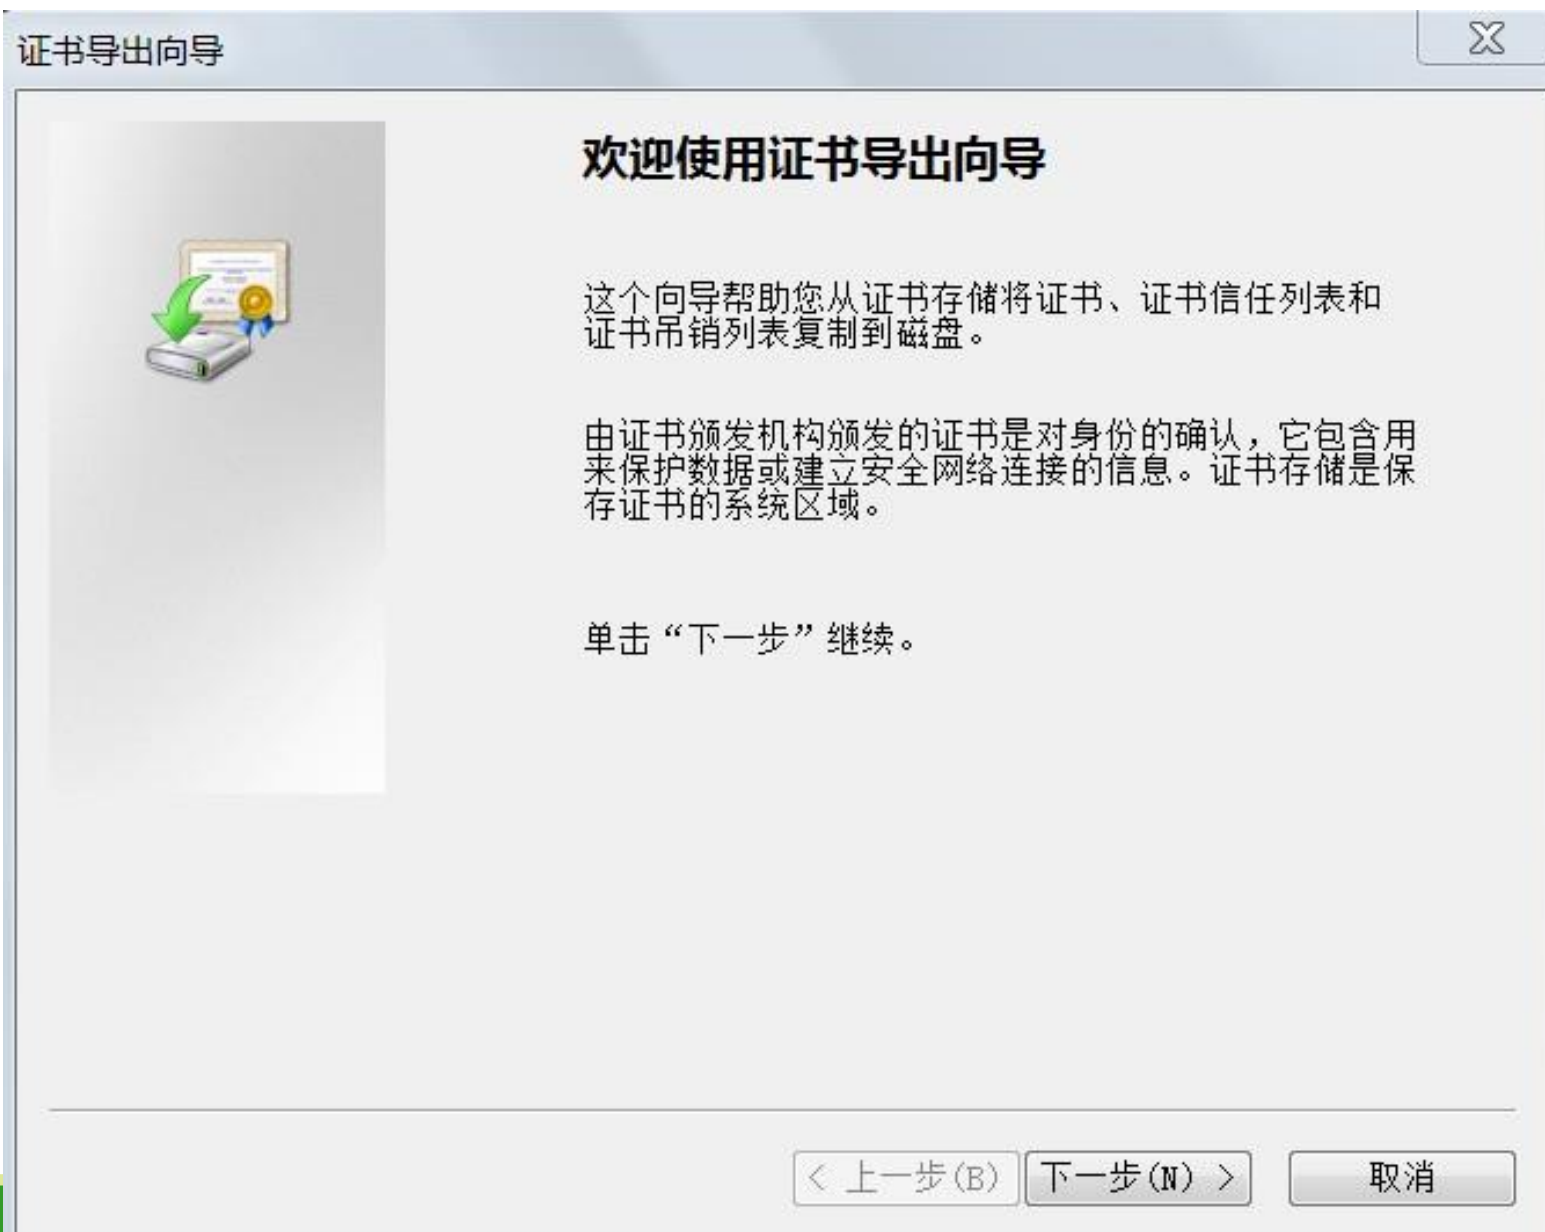 证书导出向导
欢迎使用证书导出向导
这个向导帮助您从证书存储将证书、证书信任列表和
证书吊销列表复制到磁盘。
由证书颁发机构颁发的证书是对身份的确认，它包含用
来保护数据或建立安全网络连接的信息。证书存储是保
存证书的系统区域。
单击“下一步”继续。
< 上一步(B) 下一步(N) > 取消